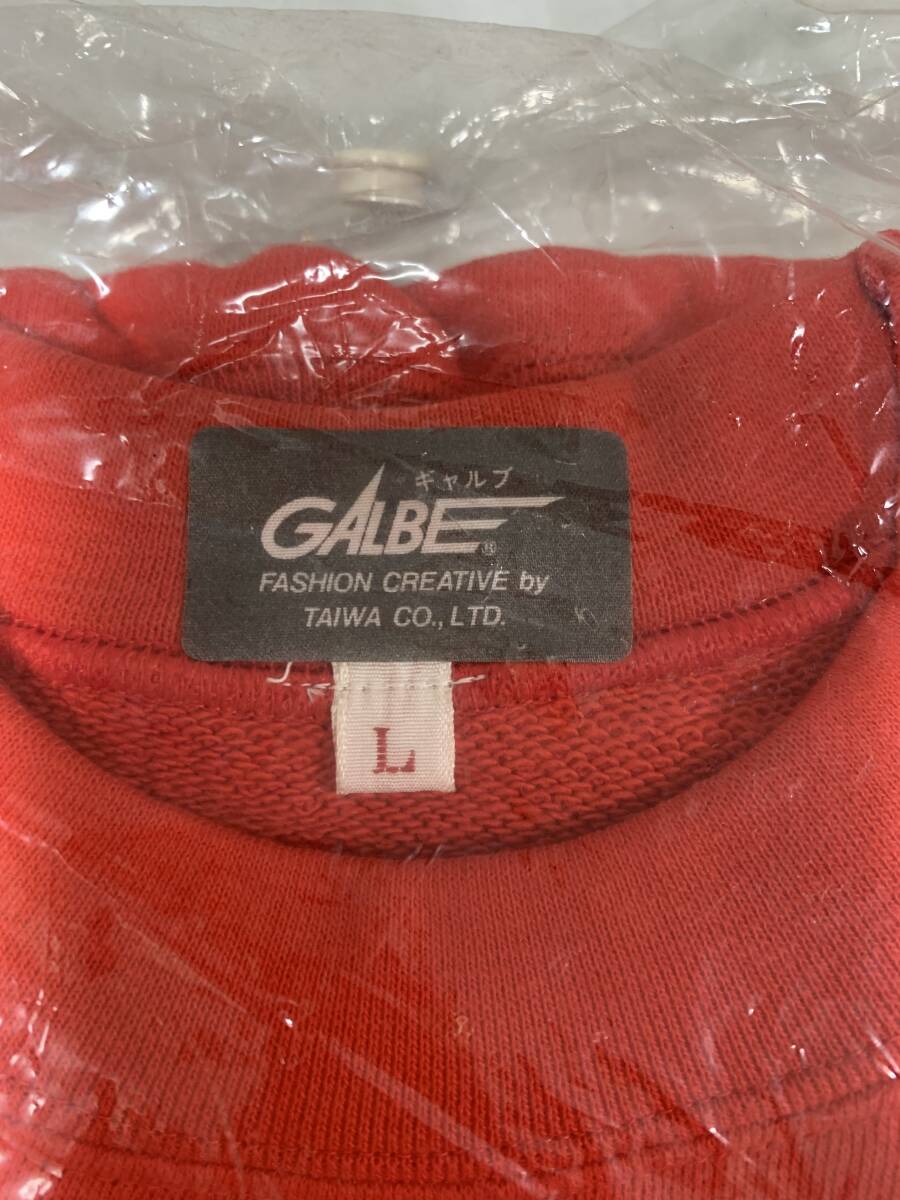 ギャルブ
GALBE®
FASHION CREATIVE by
TAIWA CO., LTD.
L